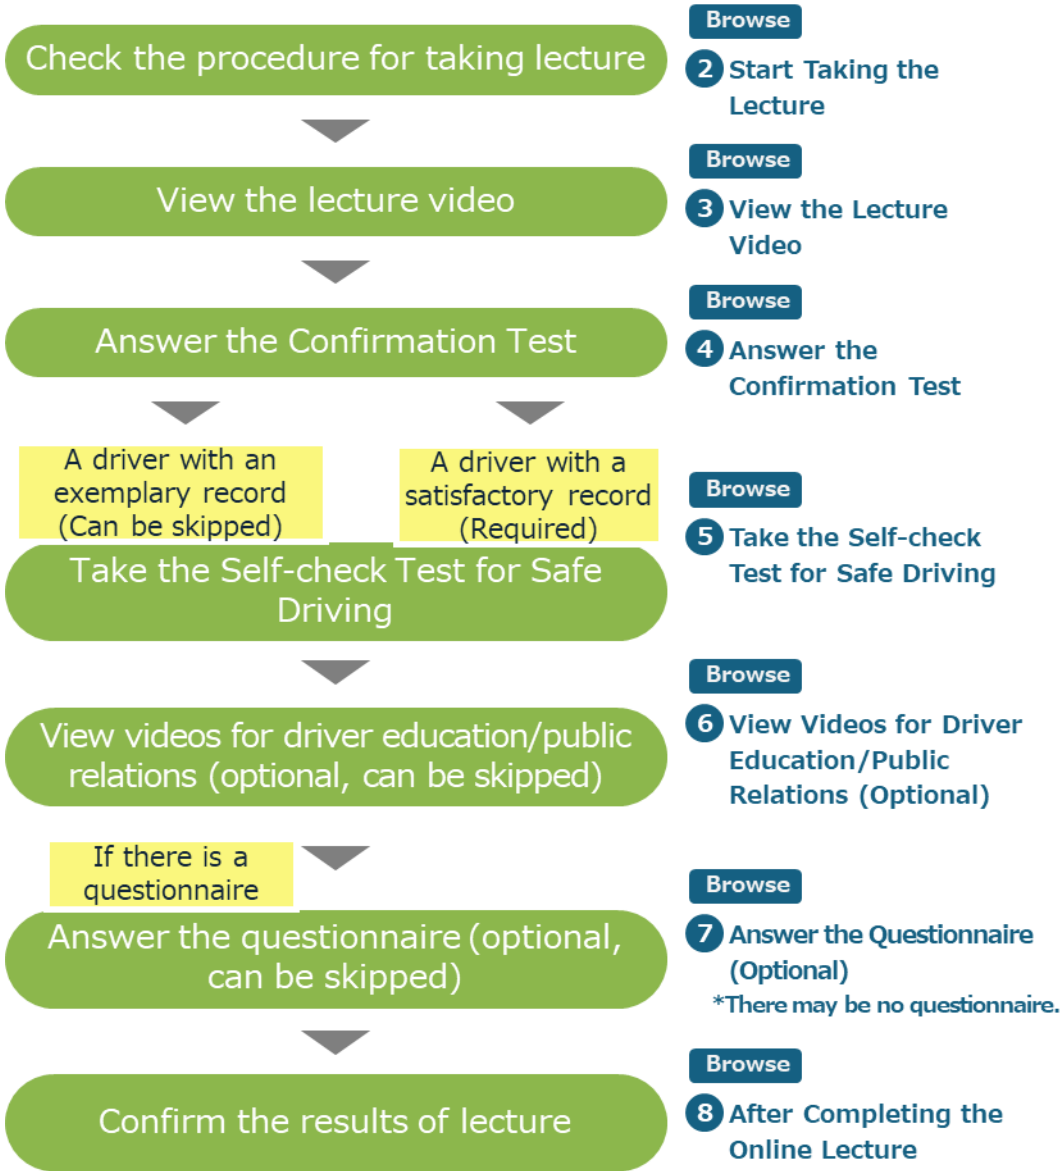 Check the procedure for taking lecture
Browse
2 Start Taking the
Lecture
View the lecture video
Browse
3 View the Lecture
Video
Answer the Confirmation Test
Browse
4 Answer the
Confirmation Test
A driver with an
exemplary record
(Can be skipped)
A driver with a
satisfactory record
(Required)
Take the Self-check Test for Safe
Driving
Browse
5 Take the Self-check
Test for Safe Driving
View videos for driver education/public
relations (optional, can be skipped)
Browse
6 View Videos for Driver
Education/Public
Relations (Optional)
If there is a
questionnaire
Answer the questionnaire (optional,
can be skipped)
Browse
7 Answer the Questionnaire
(Optional)
*There may be no questionnaire.
Confirm the results of lecture
Browse
8 After Completing the
Online Lecture